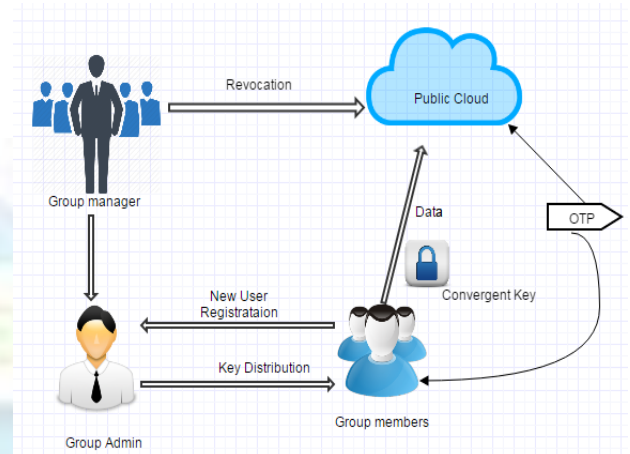 Revocation
Public Cloud
Group manager
OTP
Data
Convergent Key
New User
Registrataion
Key Distribution
Group members
Group Admin